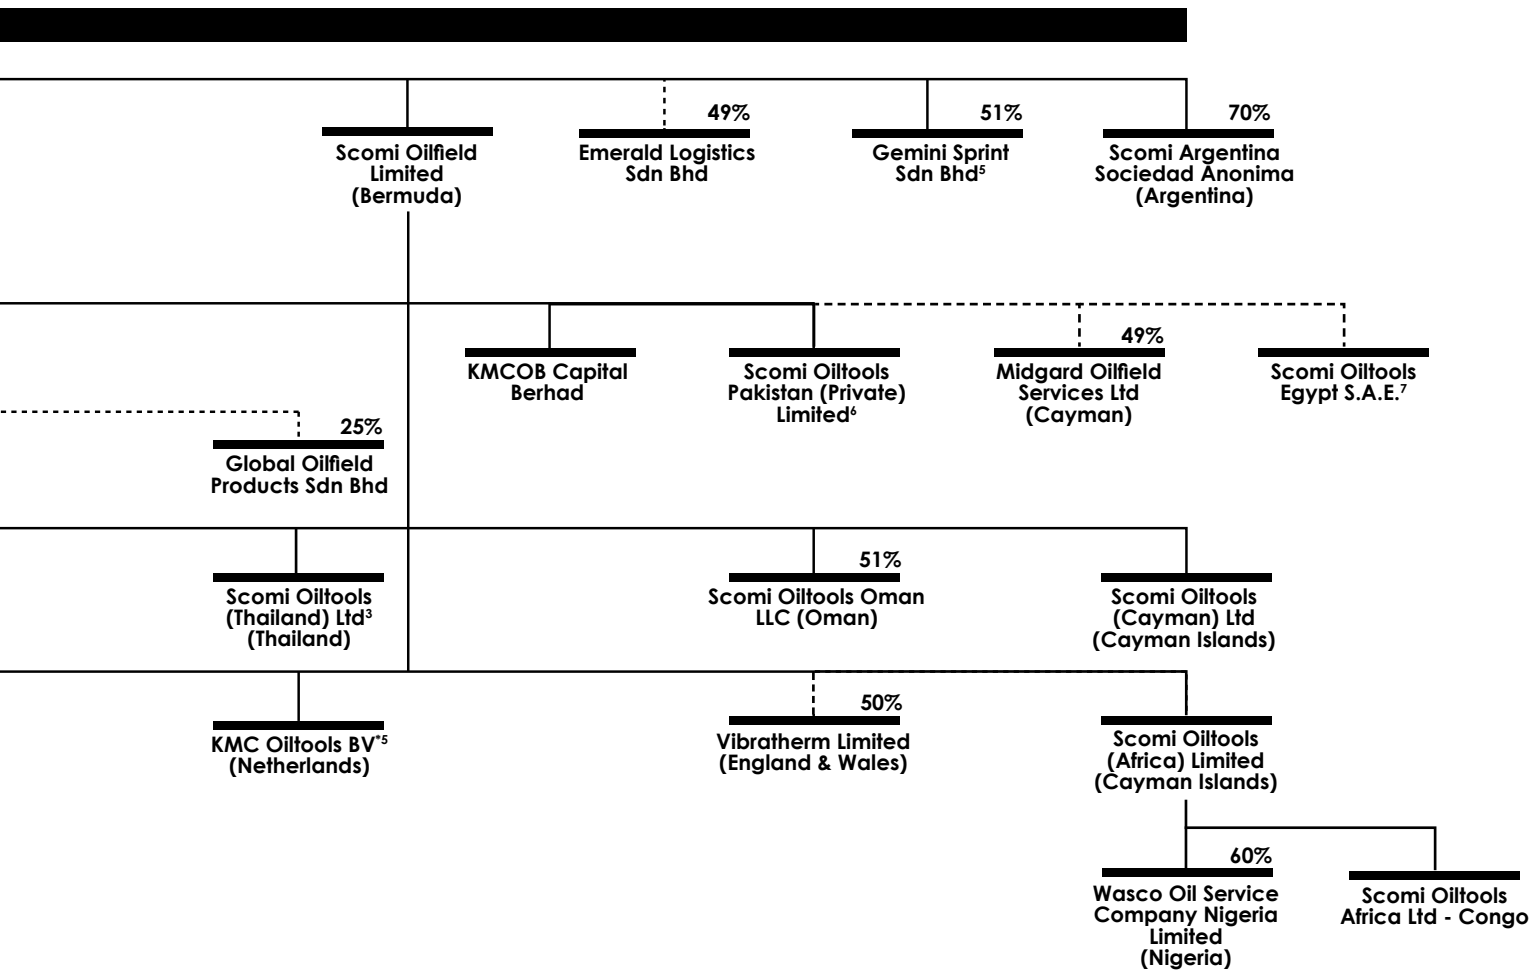 49%
51%
70%
Scomi Oilfield
Limited
(Bermuda)
Emerald Logistics
Sdn Bhd
Gemini Sprint
Sdn Bhd⁵
Scomi Argentina
Sociedad Anonima
(Argentina)
49%
KMCOB Capital
Berhad
Scomi Oiltools
Pakistan (Private)
Limited⁶
Midgard Oilfield
Services Ltd
(Cayman)
Scomi Oiltools
Egypt S.A.E.⁷
25%
Global Oilfield
Products Sdn Bhd
51%
Scomi Oiltools
(Thailand) Ltd³
(Thailand)
Scomi Oiltools Oman
LLC (Oman)
Scomi Oiltools
(Cayman) Ltd
(Cayman Islands)
50%
KMC Oiltools BV*⁵
(Netherlands)
Vibratherm Limited
(England & Wales)
Scomi Oiltools
(Africa) Limited
(Cayman Islands)
60%
Wasco Oil Service
Company Nigeria
Limited
(Nigeria)
Scomi Oiltools
Africa Ltd - Congo